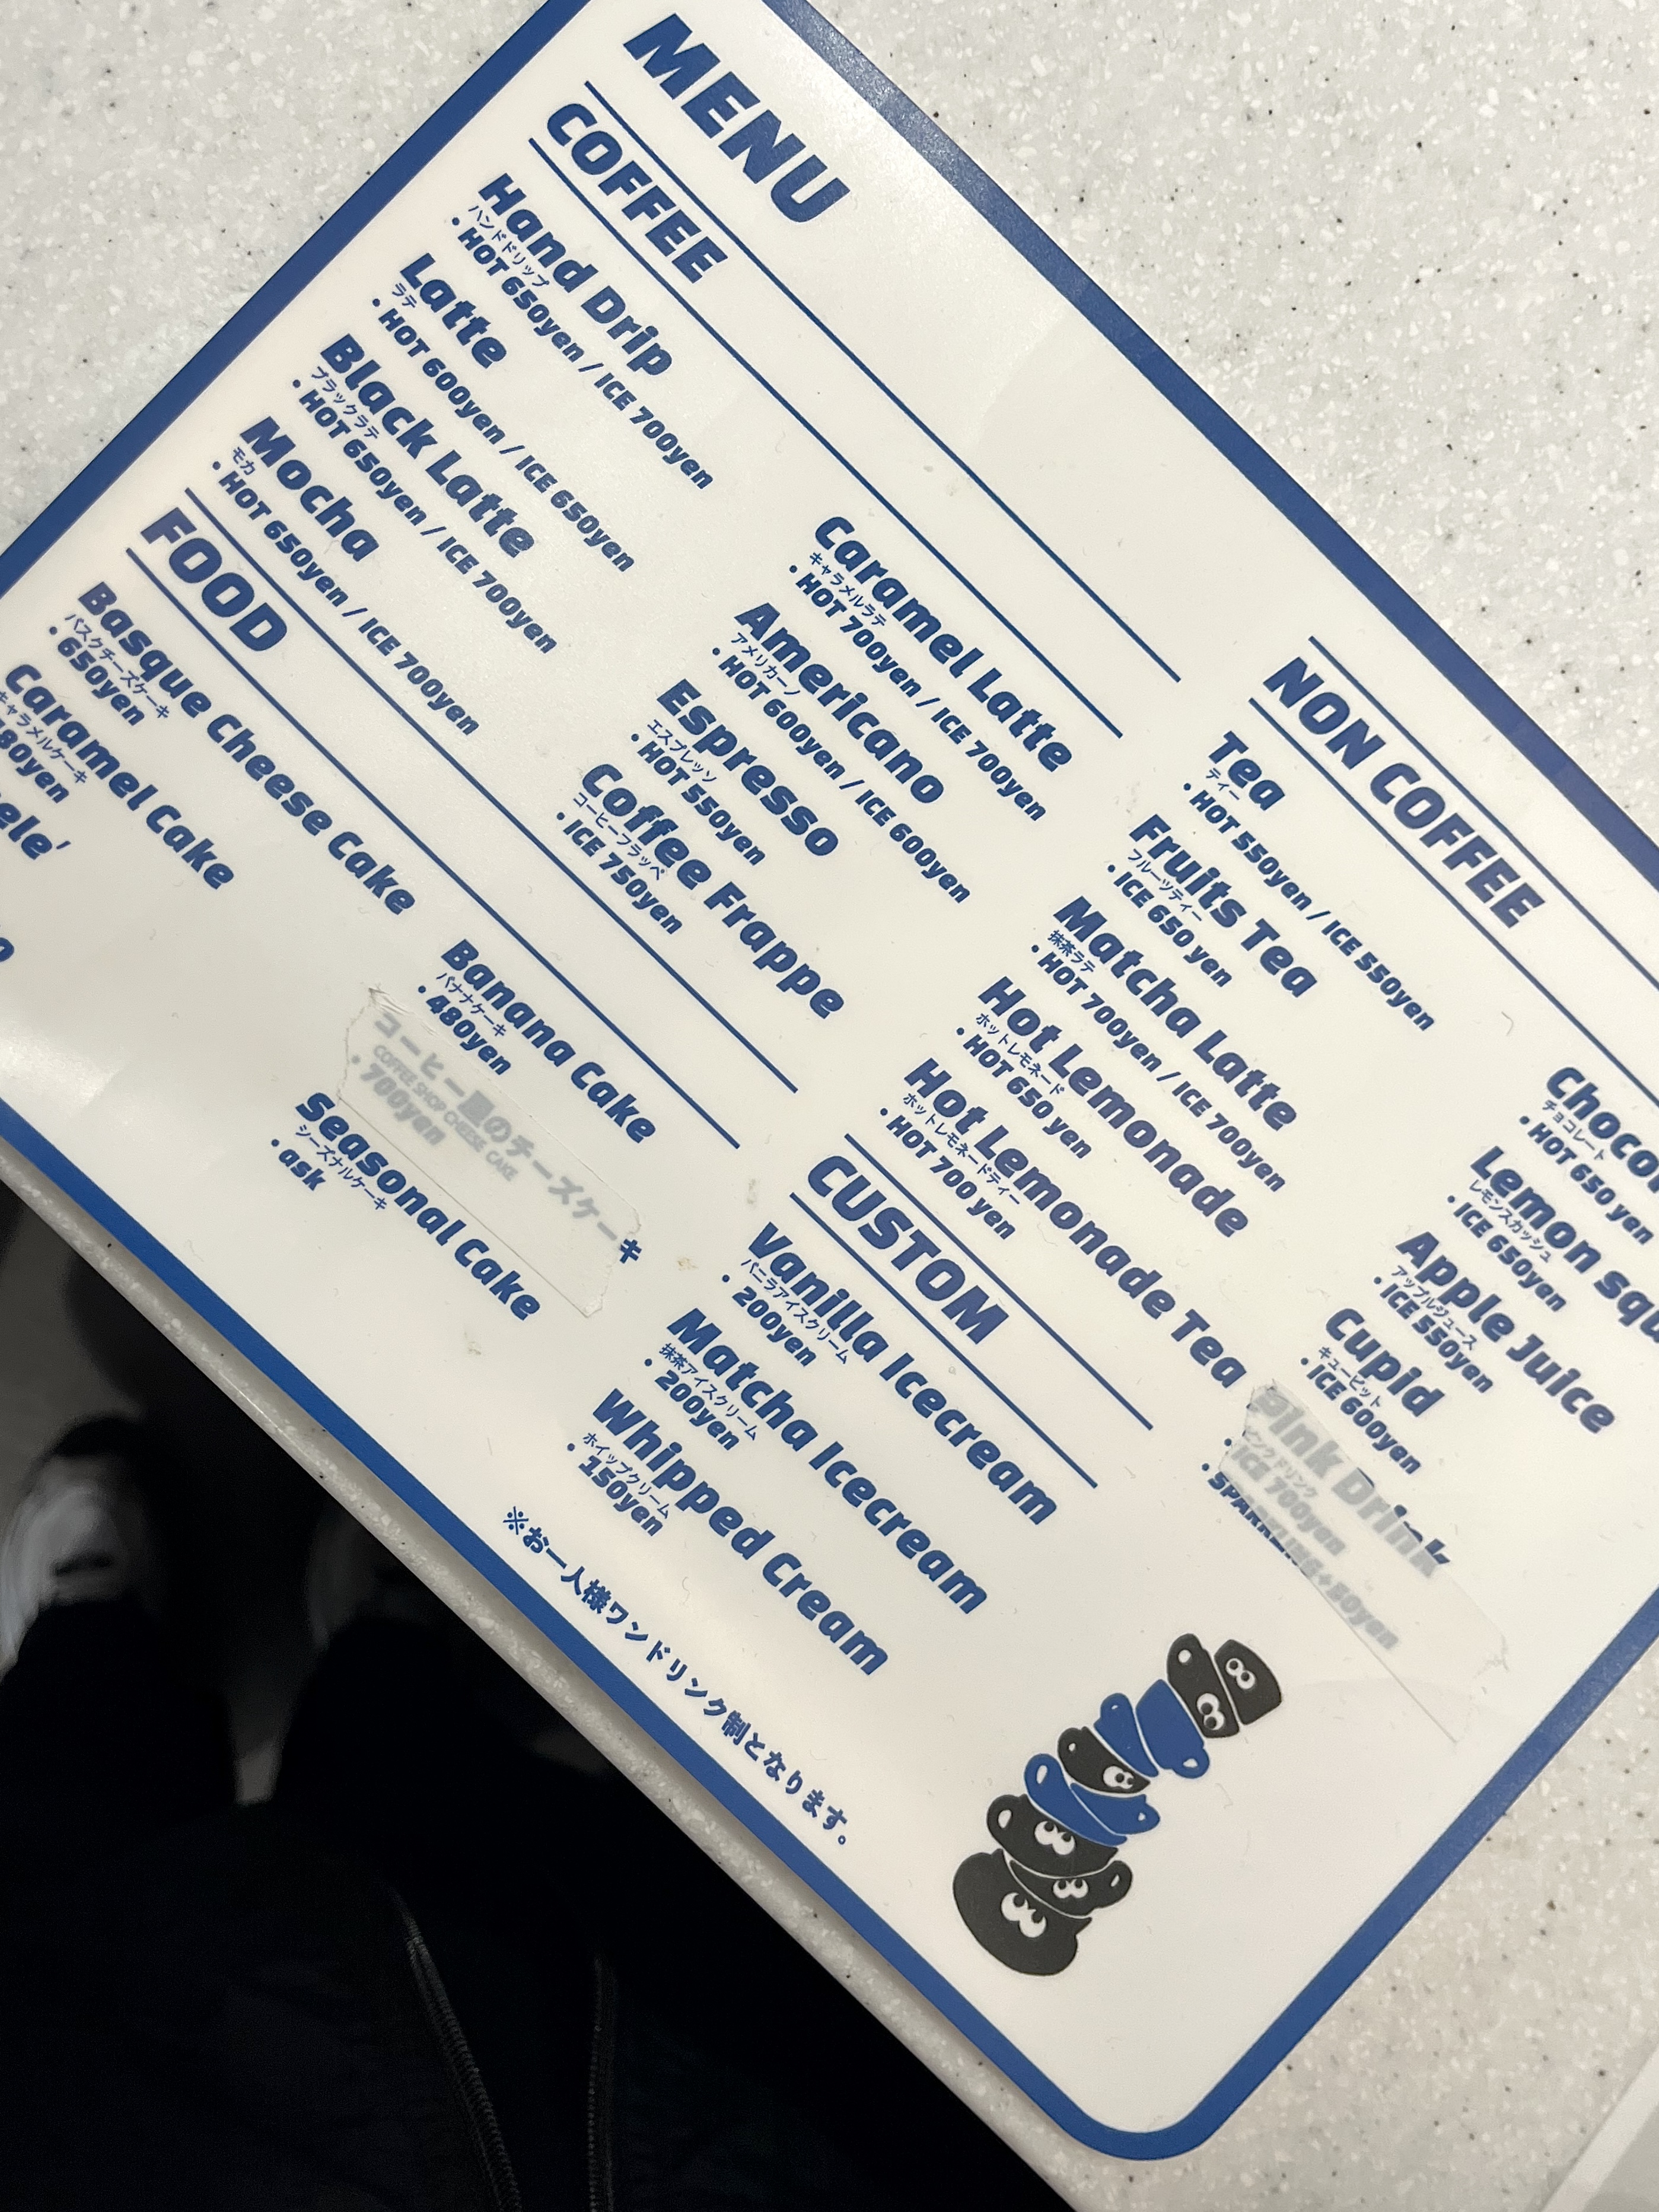 MENU
COFFEE
Hand Drip
ハンドドリップ
・HOT 650yen / ICE 700yen
Latte
ラテ
・HOT 600yen / ICE 650yen
Black Latte
ブラックラテ
・HOT 650yen / ICE 700yen
Mocha
モカ
・HOT 650yen / ICE 700yen
Caramel Latte
キャラメルラテ
・HOT 700yen / ICE 700yen
Americano
アメリカーノ
・HOT 600yen / ICE 600yen
Espresso
エスプレッソ
・HOT 550yen
Coffee Frappe
コーヒーフラッペ
・ICE 750yen
FOOD
Basque Cheese Cake
バスクチーズケーキ
・650yen
Caramel Cake
キャラメルケーキ
80yen
ele'
Banana Cake
バナナケーキ
・480yen
コーヒー屋のチーズケーキ
COFFEE SHOP CHEESE CAKE
・700yen
Seasonal Cake
シーズナルケーキ
・ask
NON COFFEE
Tea
ティー
・HOT 550yen / ICE 550yen
Fruits Tea
フルーツティー
・ICE 650 yen
Matcha Latte
抹茶ラテ
・HOT 700yen / ICE 700yen
Hot Lemonade
ホットレモネード
・HOT 650 yen
Hot Lemonade Tea
ホットレモネードティー
・HOT 700 yen
Choco
チョコレート
・HOT 650 yen
Lemon squ
レモンスカッシュ
・ICE 650yen
Apple Juice
アップルジュース
・ICE 550yen
Cupid
キューピット
・ICE 600yen
Pink Drink
ピンクドリンク
・ICE 700yen
・SPARKLING+50yen
CUSTOM
Vanilla Icecream
バニラアイスクリーム
・200yen
Matcha Icecream
抹茶アイスクリーム
・200yen
Whipped Cream
ホイップクリーム
・150yen
※お一人様ワンドリンク制となります。